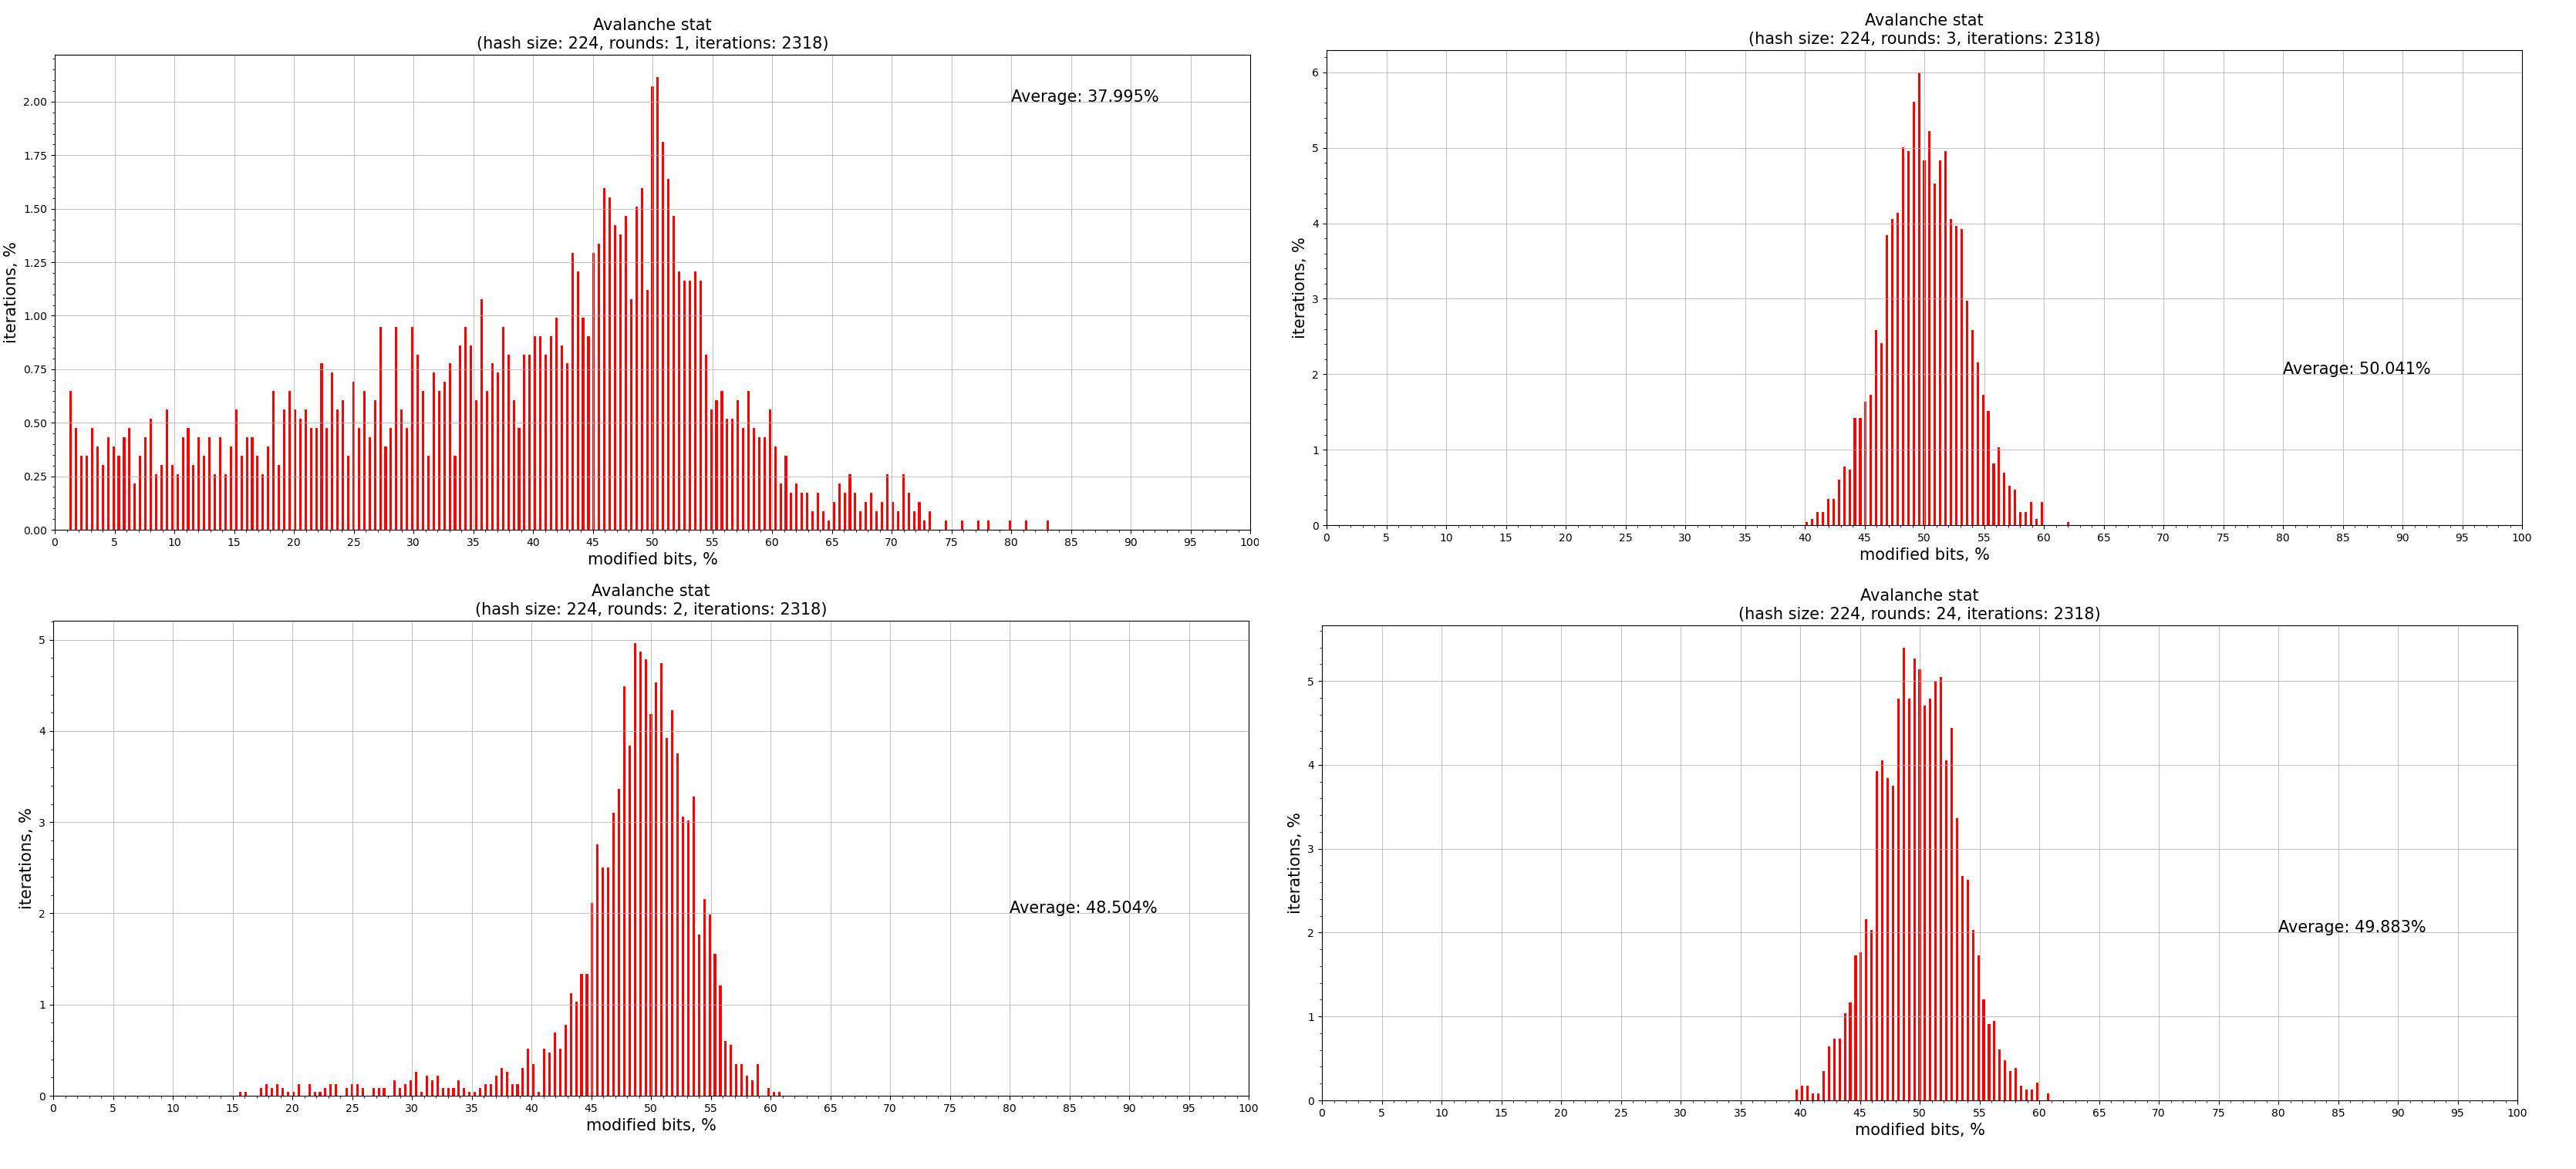 Avalanche stat
(hash size: 224, rounds: 1, iterations: 2318)
iterations, %
2.00
1.75
1.50
1.25
1.00
0.75
0.50
0.25
0.00
Average: 37.995%
0 5 10 15 20 25 30 35 40 45 50 55 60 65 70 75 80 85 90 95 100
modified bits, %
Avalanche stat
(hash size: 224, rounds: 3, iterations: 2318)
iterations, %
6
5
4
3
2
1
0
Average: 50.041%
0 5 10 15 20 25 30 35 40 45 50 55 60 65 70 75 80 85 90 95 100
modified bits, %
Avalanche stat
(hash size: 224, rounds: 2, iterations: 2318)
iterations, %
5
4
3
2
1
0
Average: 48.504%
0 5 10 15 20 25 30 35 40 45 50 55 60 65 70 75 80 85 90 95 100
modified bits, %
Avalanche stat
(hash size: 224, rounds: 24, iterations: 2318)
iterations, %
5
4
3
2
1
0
Average: 49.883%
0 5 10 15 20 25 30 35 40 45 50 55 60 65 70 75 80 85 90 95 100
modified bits, %